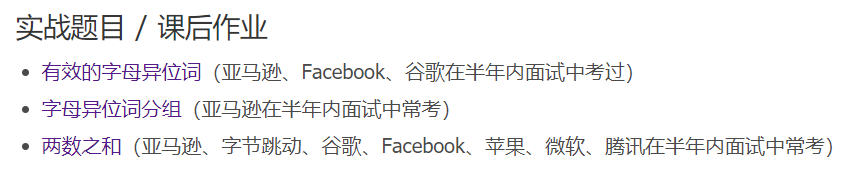 实战题目 / 课后作业
有效的字母异位词（亚马逊、Facebook、谷歌在半年内面试中考过）
字母异位词分组（亚马逊在半年内面试中常考）
两数之和（亚马逊、字节跳动、谷歌、Facebook、苹果、微软、腾讯在半年内面试中常考）